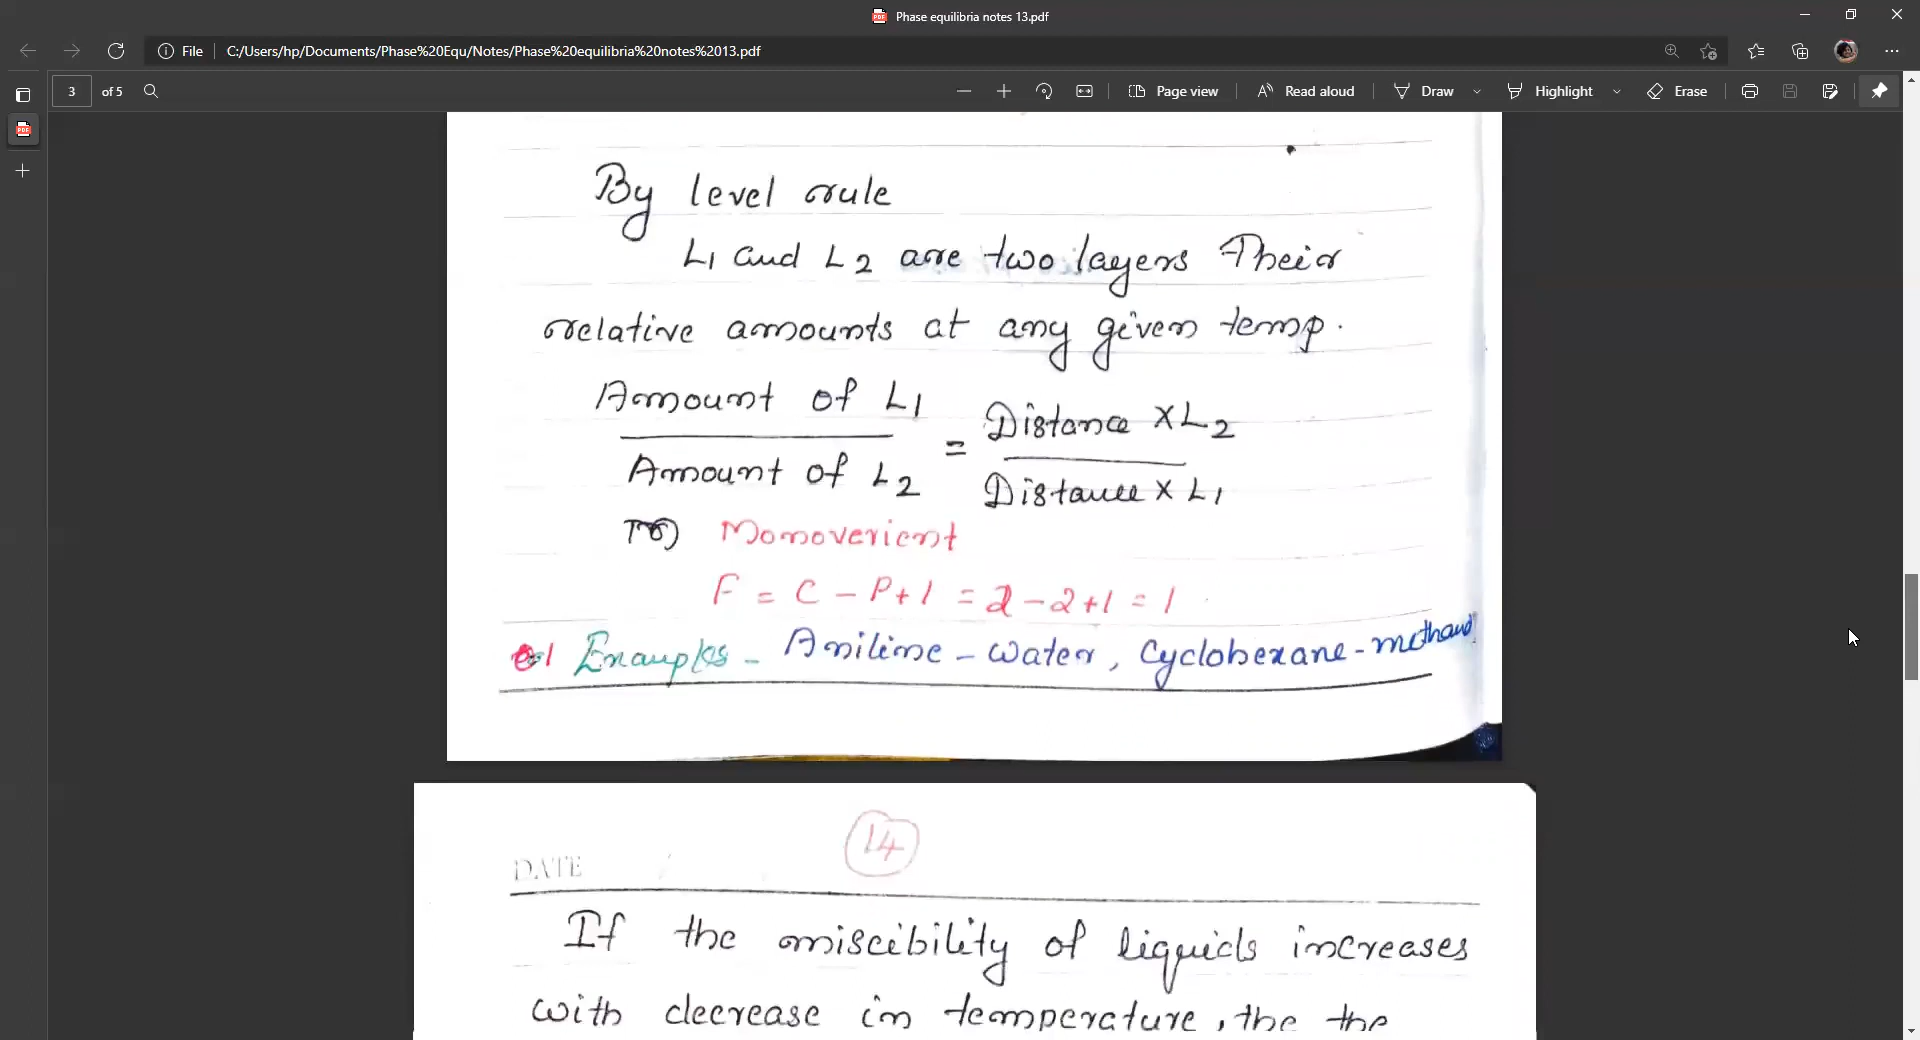 Phase equilibria notes 13.pdf
File
C:/Users/hp/Documents/Phase%20Equ/Notes/Phase%20equilibria%20notes%2013.pdf
3 of 5
Page view
Read aloud
Draw
Highlight
Erase
By level rule
L1 and L2 are two layers Their
relative amounts at any given temp.
Amount of L1 / Amount of L2 = Distance X L2 / Distance X L1
Monoverient
F = C - P + 1 = 2 - 2 + 1 = 1
Examples - Aniline - Water, Cyclohexane - methanol
14
DATE
If the miscibility of liquids increases
with decrease in temperature, the the